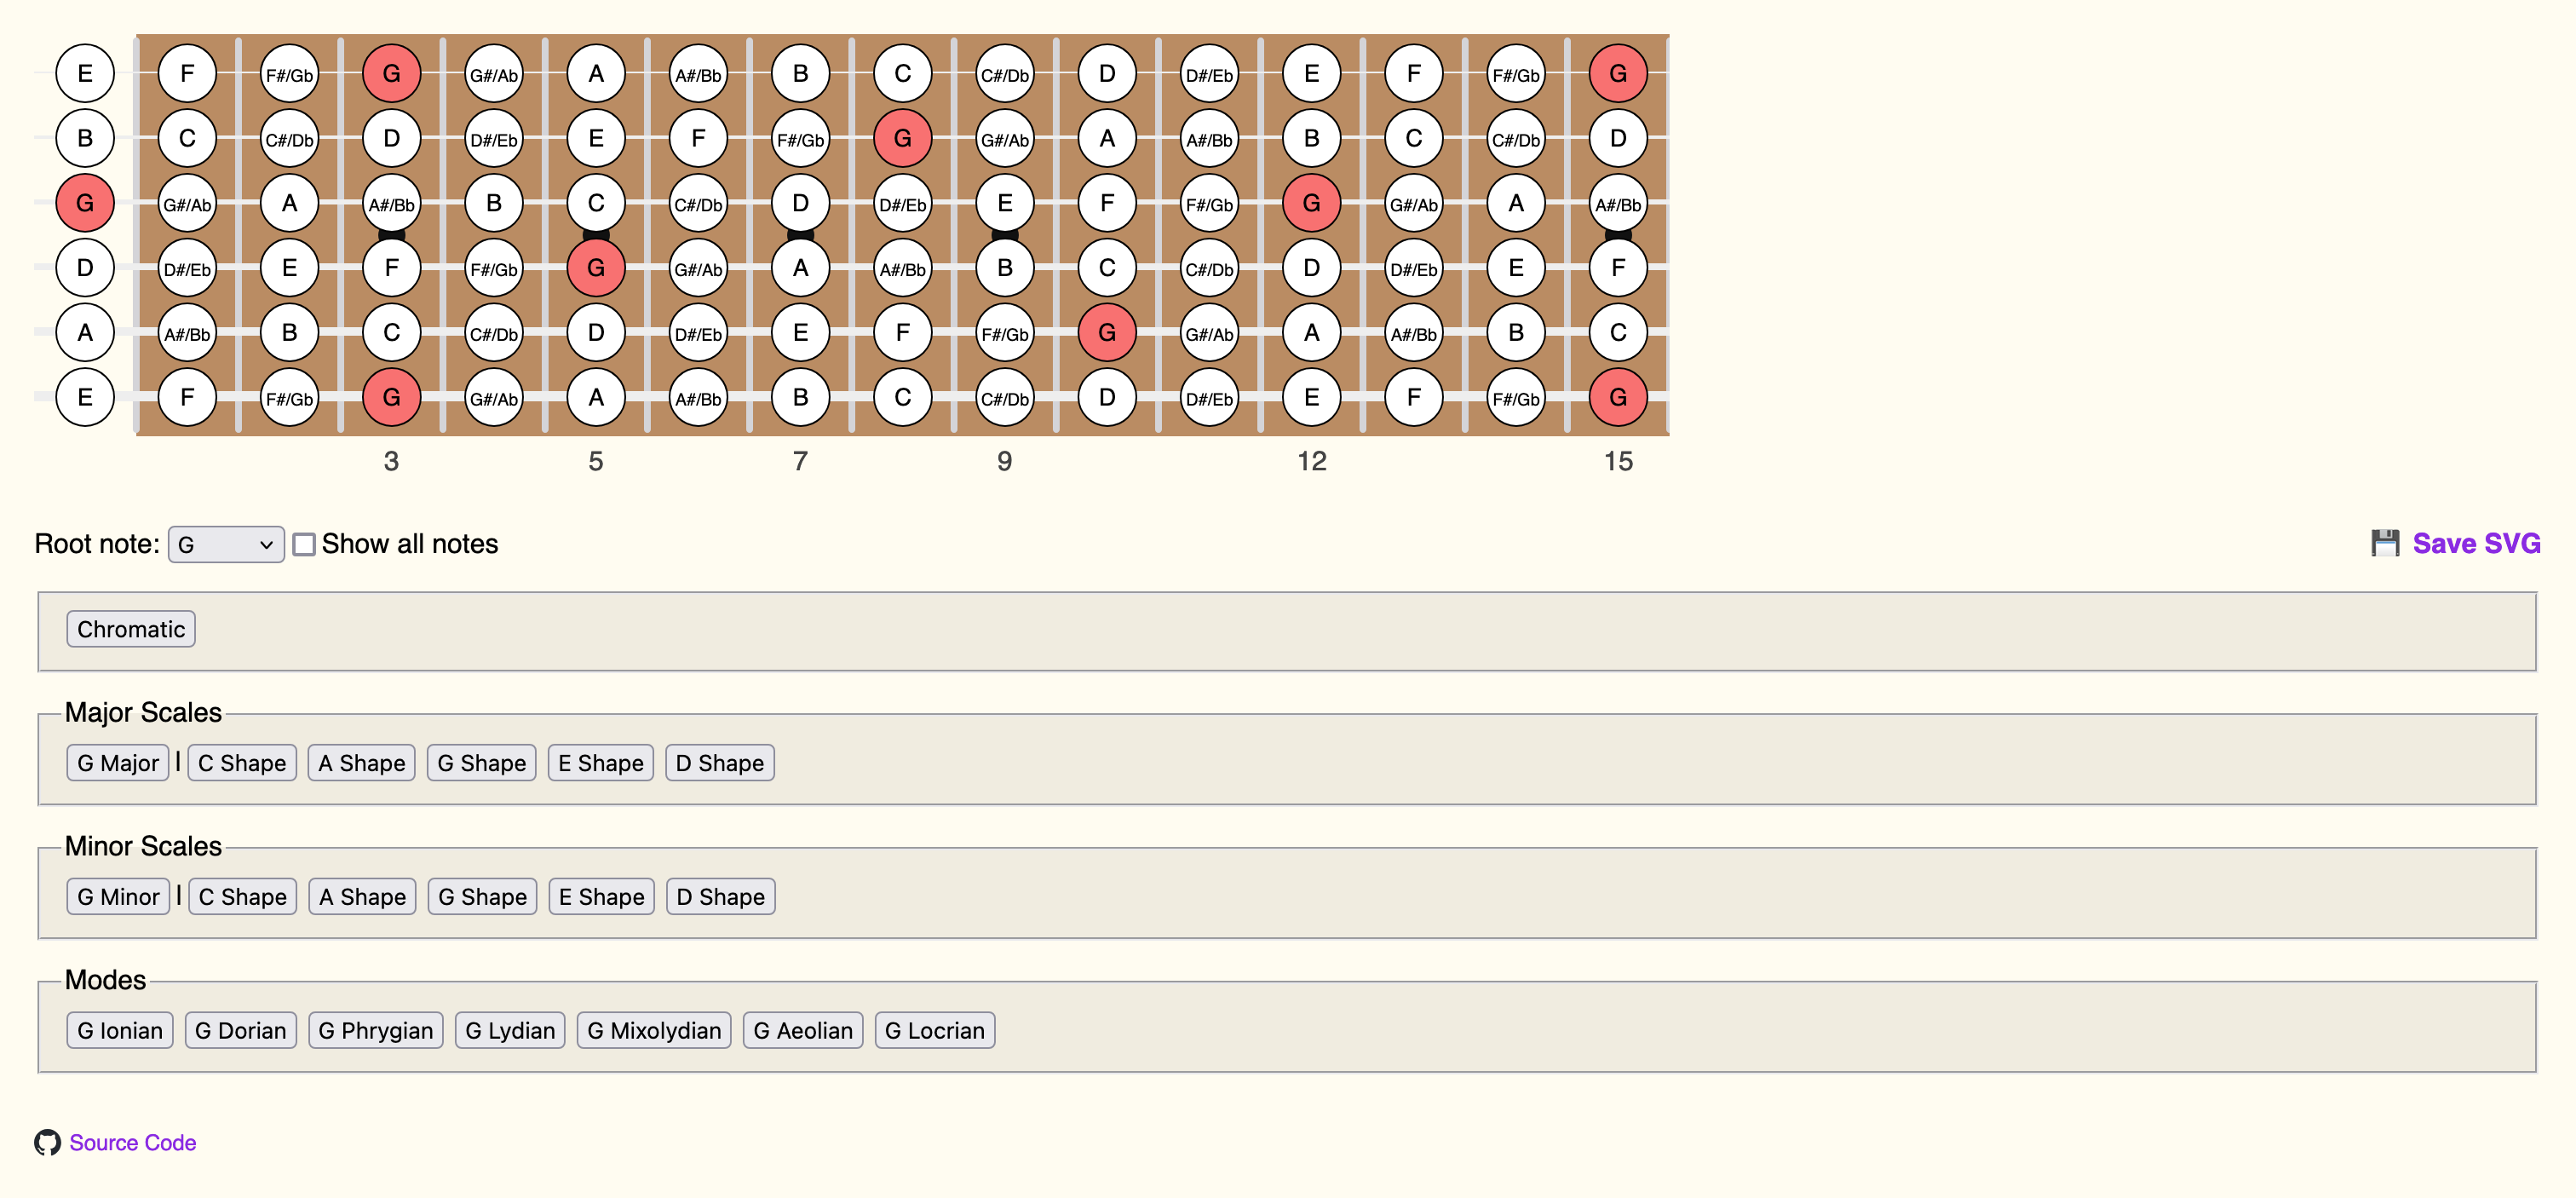 E F F#/Gb G G#/Ab A A#/Bb B C C#/Db D D#/Eb E F F#/Gb G
B C C#/Db D D#/Eb E F F#/Gb G G#/Ab A A#/Bb B C C#/Db D
G G#/Ab A A#/Bb B C C#/Db D D#/Eb E F F#/Gb G G#/Ab A A#/Bb
D D#/Eb E F F#/Gb G G#/Ab A A#/Bb B C C#/Db D D#/Eb E F
A A#/Bb B C C#/Db D D#/Eb E F F#/Gb G G#/Ab A A#/Bb B C
E F F#/Gb G G#/Ab A A#/Bb B C C#/Db D D#/Eb E F F#/Gb G
3 5 7 9 12 15
Root note: G Show all notes 💾 Save SVG
Chromatic
Major Scales
G Major | C Shape A Shape G Shape E Shape D Shape
Minor Scales
G Minor | C Shape A Shape G Shape E Shape D Shape
Modes
G Ionian G Dorian G Phrygian G Lydian G Mixolydian G Aeolian G Locrian
Source Code